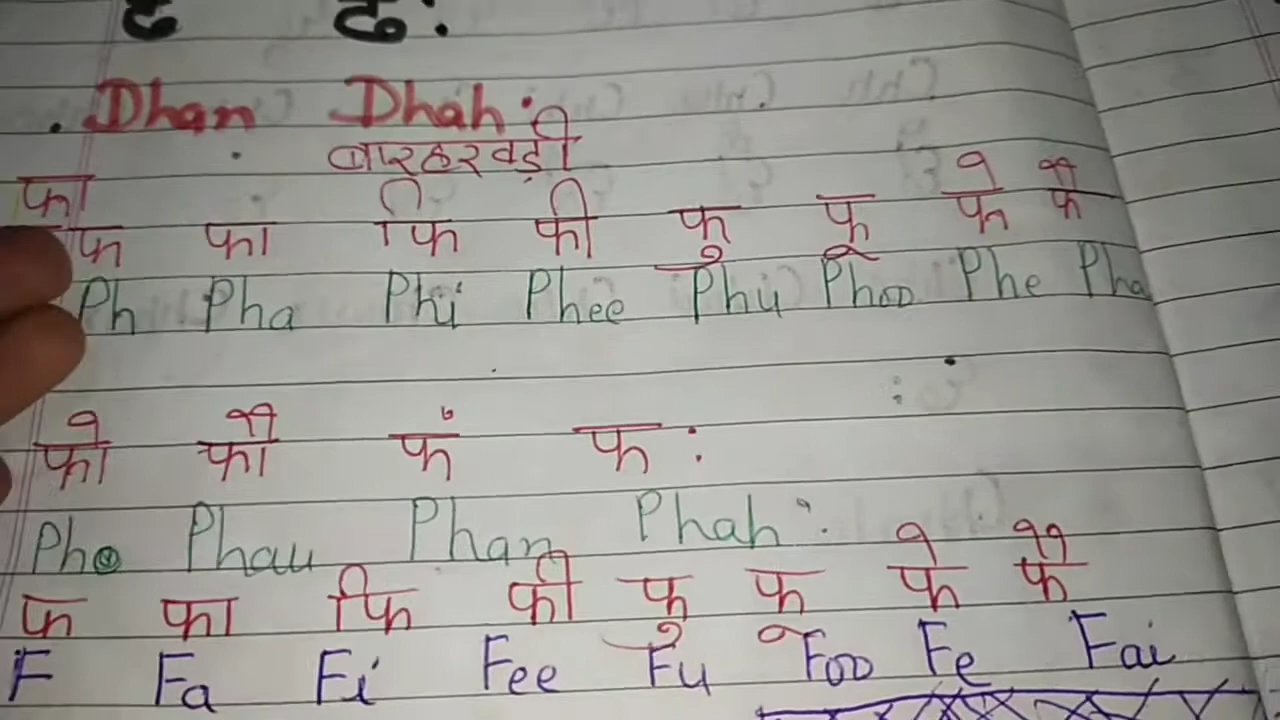 Dhan Dhah:
बारहखड़ी
फा
फ फा फि फी फु फू फे फै
Ph Pha Phi Phee Phu Phoo Phe Pha
फो फौ फं फ:
Pho Phau Phan Phah:
फ फा फि फी फु फू फे फै
F Fa Fi Fee Fu Foo Fe Fai